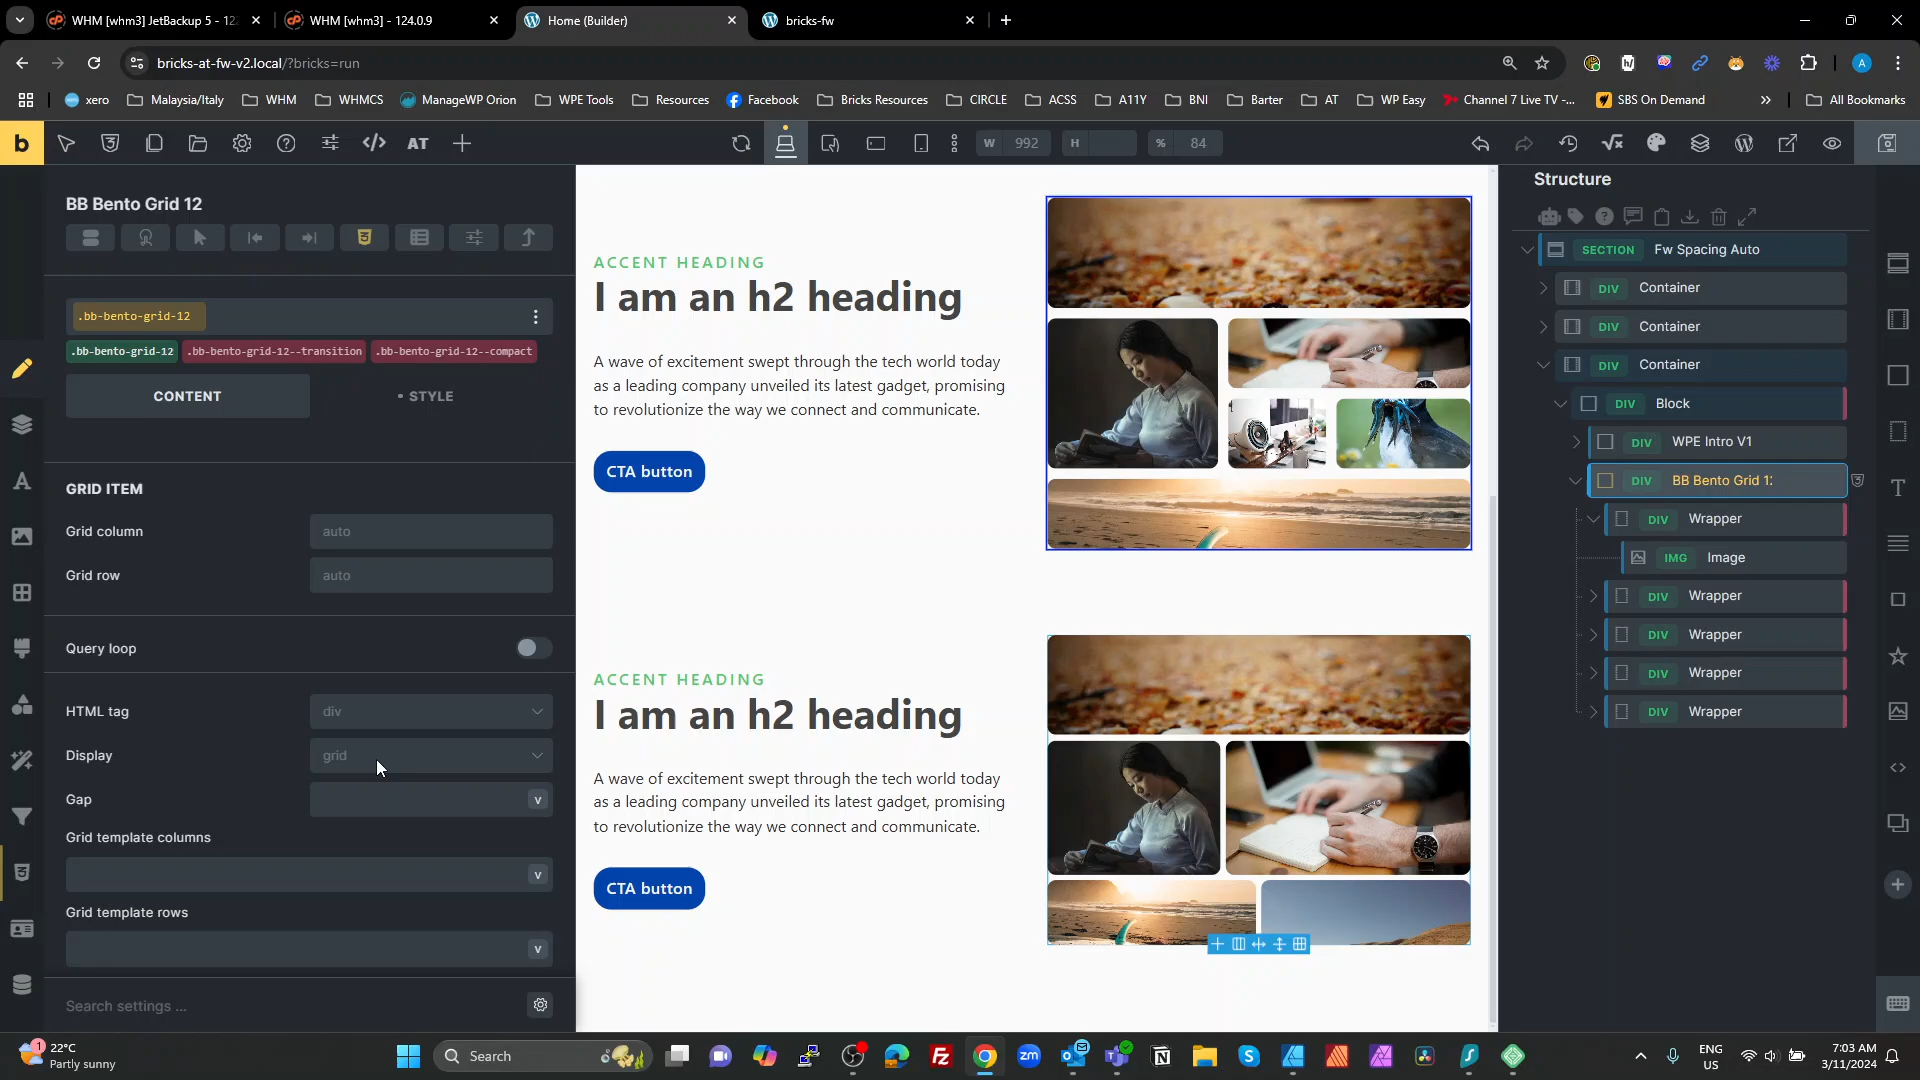 WHM [whm3] JetBackup 5 - 12
WHM [whm3] - 124.0.9
Home (Builder)
bricks-fw
bricks-at-fw-v2.local/?bricks=run
A
xero
Malaysia/Italy
WHM
WHMCS
ManageWP Orion
WPE Tools
Resources
Facebook
Bricks Resources
CIRCLE
ACSS
A11Y
BNI
Barter
AT
WP Easy
Channel 7 Live TV -...
SBS On Demand
All Bookmarks
b
AT
W 992
H
% 84
BB Bento Grid 12
.bb-bento-grid-12
.bb-bento-grid-12
.bb-bento-grid-12--transition
.bb-bento-grid-12--compact
CONTENT
STYLE
GRID ITEM
Grid column
auto
Grid row
auto
Query loop
HTML tag
div
Display
grid
Gap
v
Grid template columns
v
Grid template rows
v
Search settings ...
ACCENT HEADING
I am an h2 heading
A wave of excitement swept through the tech world today
as a leading company unveiled its latest gadget, promising
to revolutionize the way we connect and communicate.
CTA button
ACCENT HEADING
I am an h2 heading
A wave of excitement swept through the tech world today
as a leading company unveiled its latest gadget, promising
to revolutionize the way we connect and communicate.
CTA button
Structure
SECTION Fw Spacing Auto
DIV Container
DIV Container
DIV Container
DIV Block
DIV WPE Intro V1
DIV BB Bento Grid 12
DIV Wrapper
IMG Image
DIV Wrapper
DIV Wrapper
DIV Wrapper
DIV Wrapper
1
22°C
Partly sunny
Search
ENG
US
7:03 AM
3/11/2024